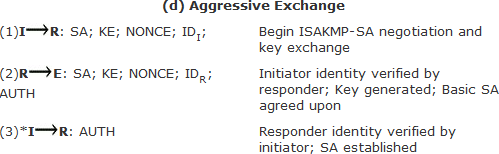 (d) Aggressive Exchange
(1)I→R: SA; KE; NONCE; ID_I; Begin ISAKMP-SA negotiation and
key exchange
(2)R→E: SA; KE; NONCE; ID_R; Initiator identity verified by
AUTH responder; Key generated; Basic SA
agreed upon
(3)*I→R: AUTH Responder identity verified by
initiator; SA established